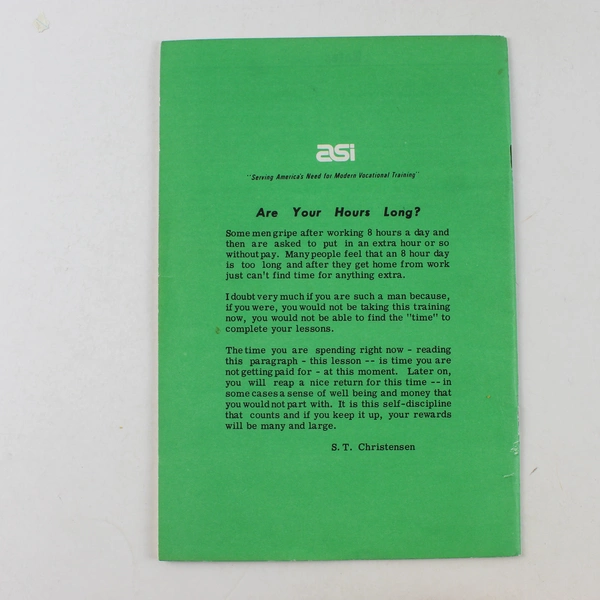 asi
"Serving America's Need for Modern Vocational Training"
Are Your Hours Long?
Some men gripe after working 8 hours a day and
then are asked to put in an extra hour or so
without pay. Many people feel that an 8 hour day
is too long and after they get home from work
just can't find time for anything extra.
I doubt very much if you are such a man because,
if you were, you would not be taking this training
now, you would not be able to find the "time" to
complete your lessons.
The time you are spending right now - reading
this paragraph - this lesson -- is time you are
not getting paid for - at this moment. Later on,
you will reap a nice return for this time -- in
some cases a sense of well being and money that
you would not part with. It is this self-discipline
that counts and if you keep it up, your rewards
will be many and large.
S. T. Christensen